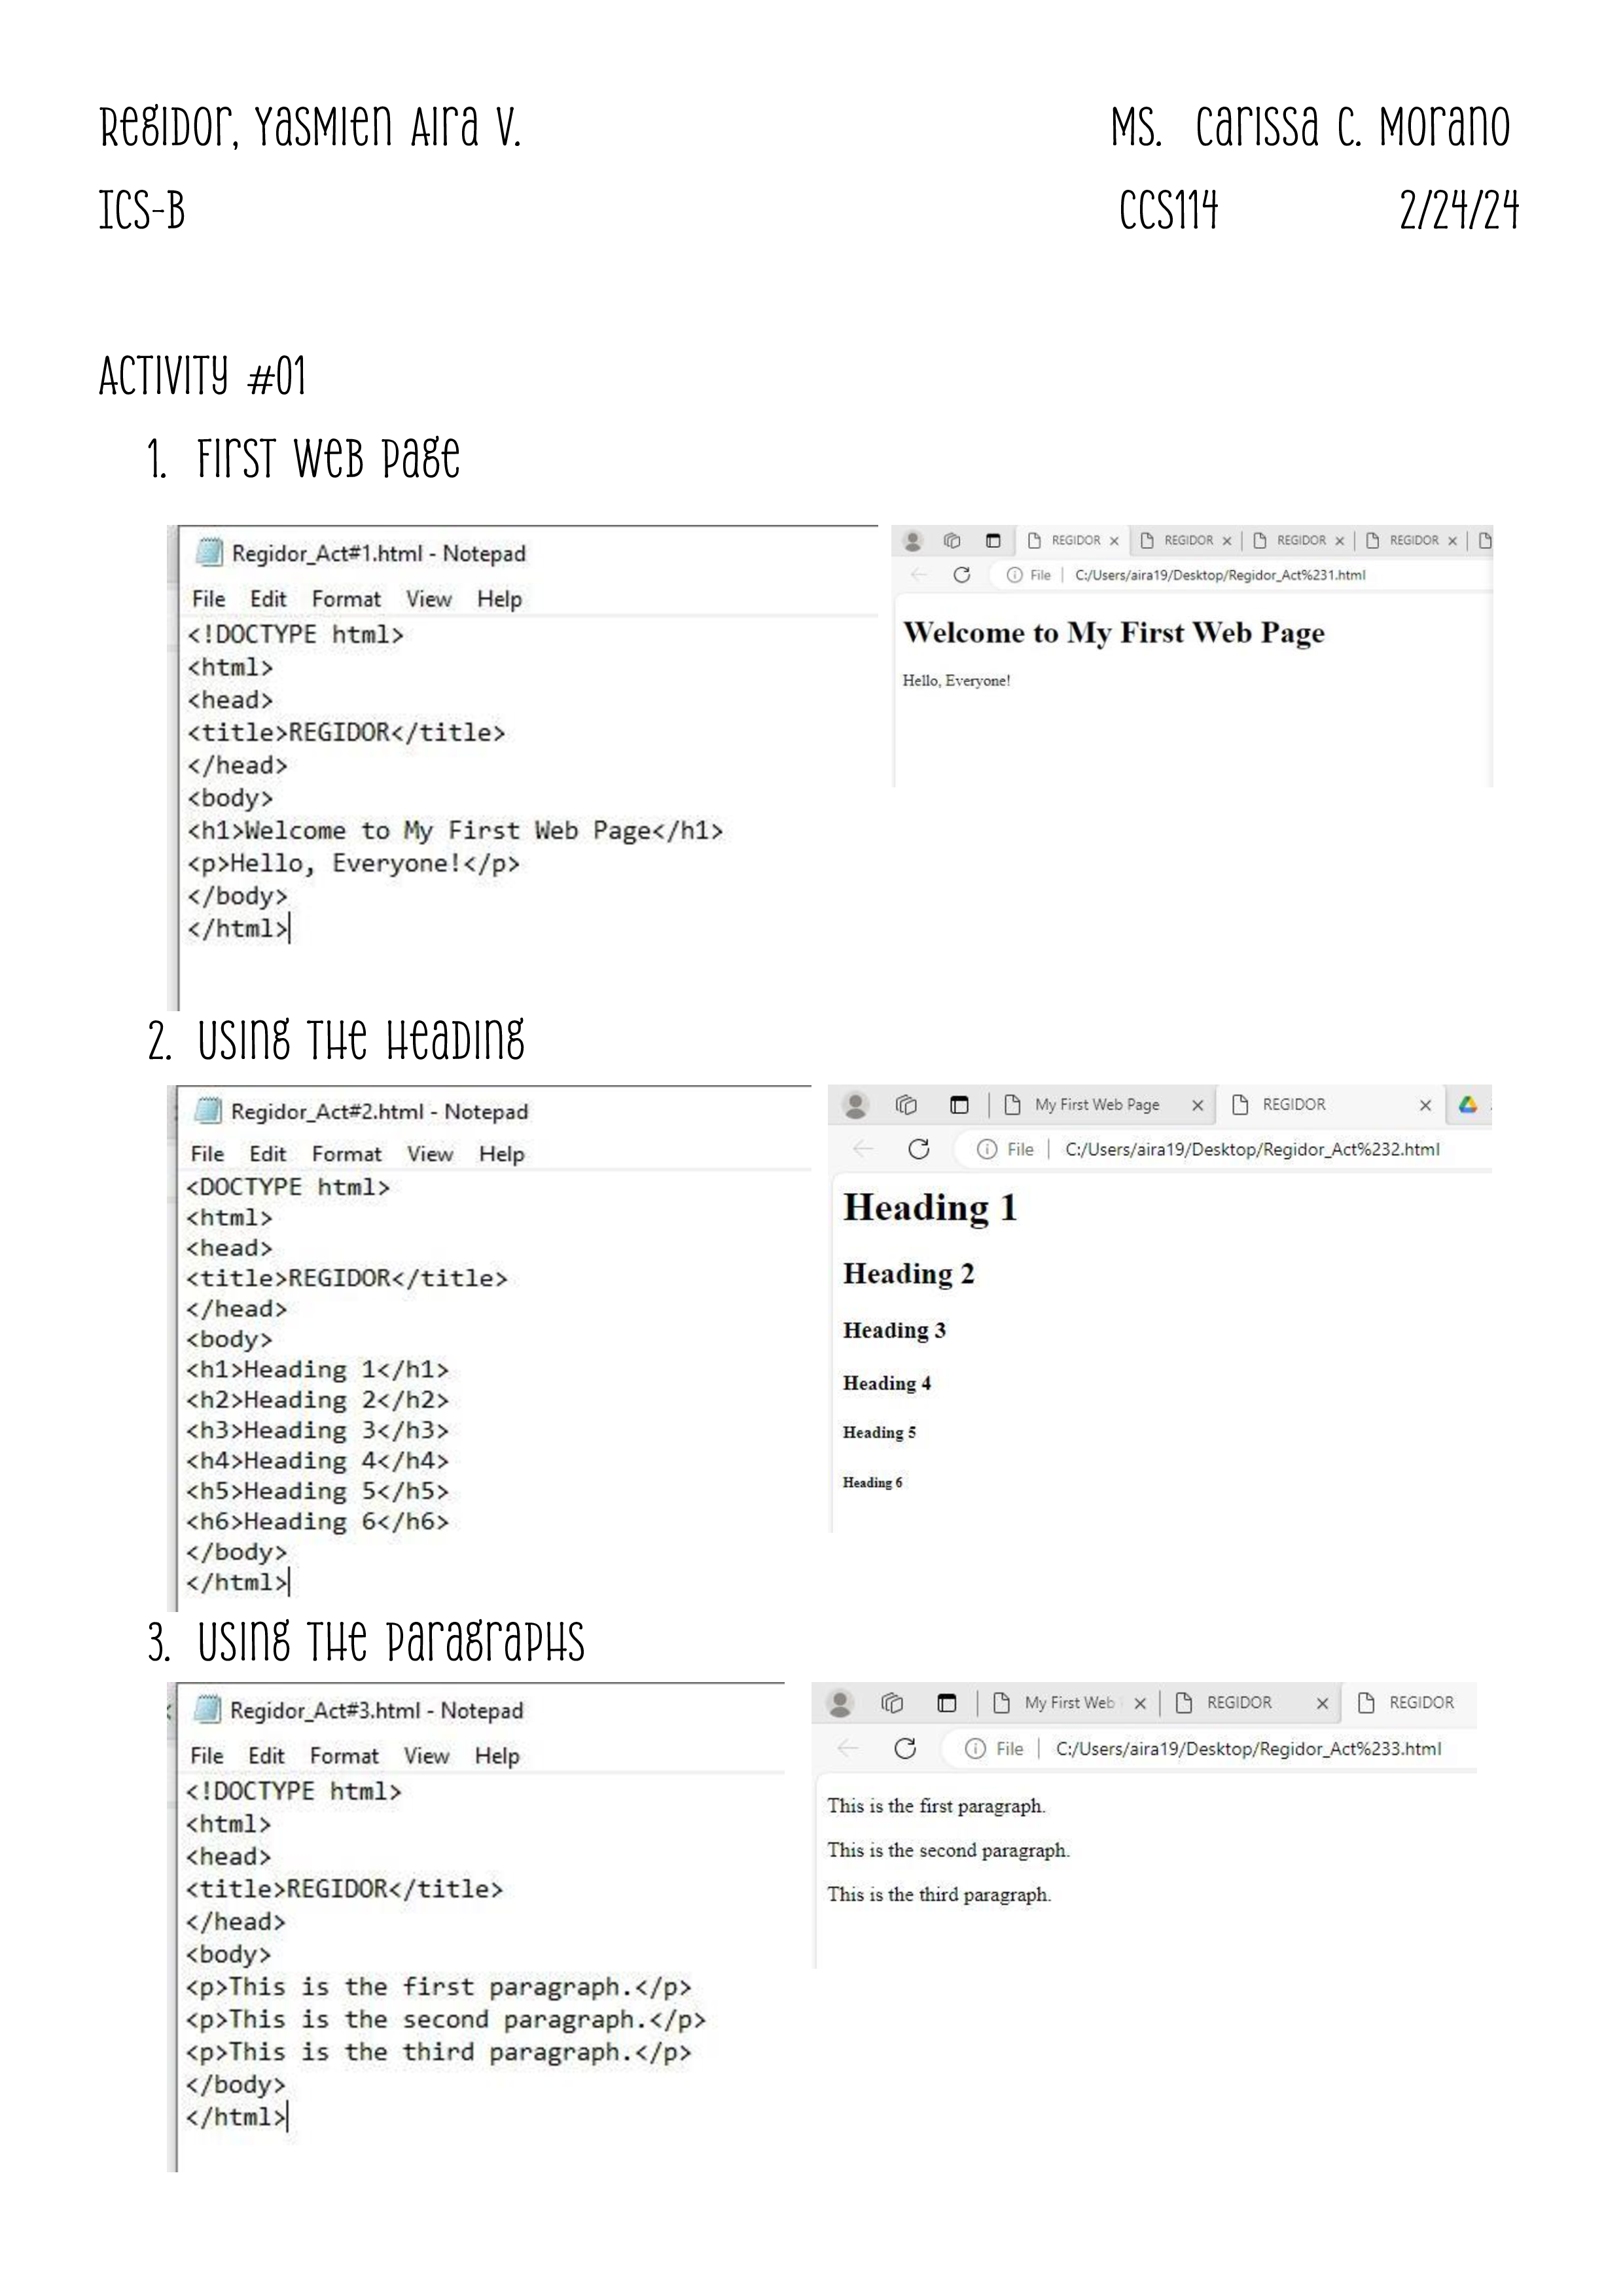 Regidor, Yasmien Aira V. Ms. Carissa C. Morano
ICS-B CCS114 2/24/24
ACTIVITY #01
1. First Web Page
Regidor_Act#1.html - Notepad
File Edit Format View Help
<!DOCTYPE html>
<html>
<head>
<title>REGIDOR</title>
</head>
<body>
<h1>Welcome to My First Web Page</h1>
<p>Hello, Everyone!</p>
</body>
</html>
REGIDOR REGIDOR REGIDOR REGIDOR
File C:/Users/aira19/Desktop/Regidor_Act%231.html
Welcome to My First Web Page
Hello, Everyone!
2. Using the Heading
Regidor_Act#2.html - Notepad
File Edit Format View Help
<DOCTYPE html>
<html>
<head>
<title>REGIDOR</title>
</head>
<body>
<h1>Heading 1</h1>
<h2>Heading 2</h2>
<h3>Heading 3</h3>
<h4>Heading 4</h4>
<h5>Heading 5</h5>
<h6>Heading 6</h6>
</body>
</html>
My First Web Page REGIDOR
File C:/Users/aira19/Desktop/Regidor_Act%232.html
Heading 1
Heading 2
Heading 3
Heading 4
Heading 5
Heading 6
3. Using the Paragraphs
Regidor_Act#3.html - Notepad
File Edit Format View Help
<!DOCTYPE html>
<html>
<head>
<title>REGIDOR</title>
</head>
<body>
<p>This is the first paragraph.</p>
<p>This is the second paragraph.</p>
<p>This is the third paragraph.</p>
</body>
</html>
My First Web REGIDOR REGIDOR
File C:/Users/aira19/Desktop/Regidor_Act%233.html
This is the first paragraph.
This is the second paragraph.
This is the third paragraph.